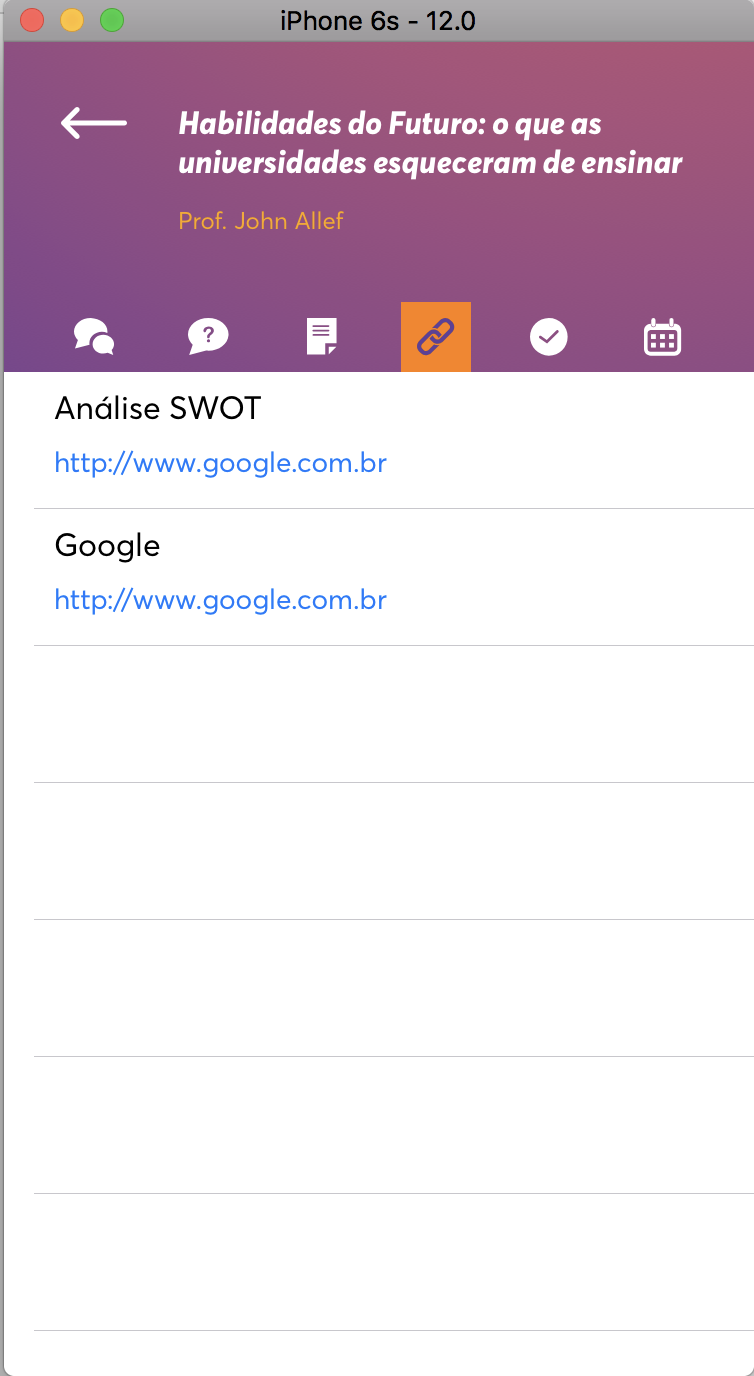 iPhone 6s - 12.0
Habilidades do Futuro: o que as
universidades esqueceram de ensinar
Prof. John Allef
?
Análise SWOT
http://www.google.com.br
Google
http://www.google.com.br